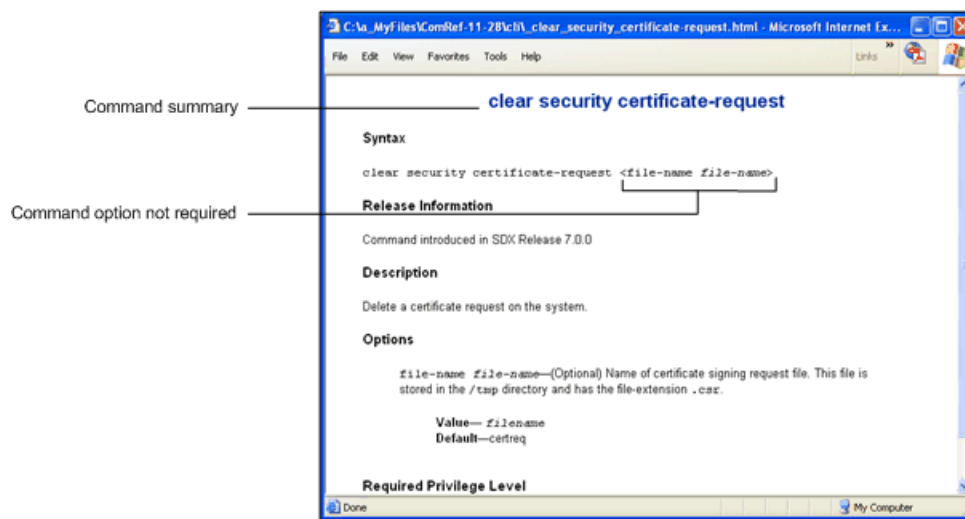 C:\a_MyFiles\ComRef-11-28\cli\_clear_security_certificate-request.html - Microsoft Internet Ex...
File Edit View Favorites Tools Help Links »
Command summary
clear security certificate-request
Syntax
clear security certificate-request <file-name file-name>
Command option not required
Release Information
Command introduced in SDX Release 7.0.0
Description
Delete a certificate request on the system.
Options
file-name file-name—(Optional) Name of certificate signing request file. This file is
stored in the /tmp directory and has the file-extension .csr.
Value— filename
Default—certreq
Required Privilege Level
Done My Computer